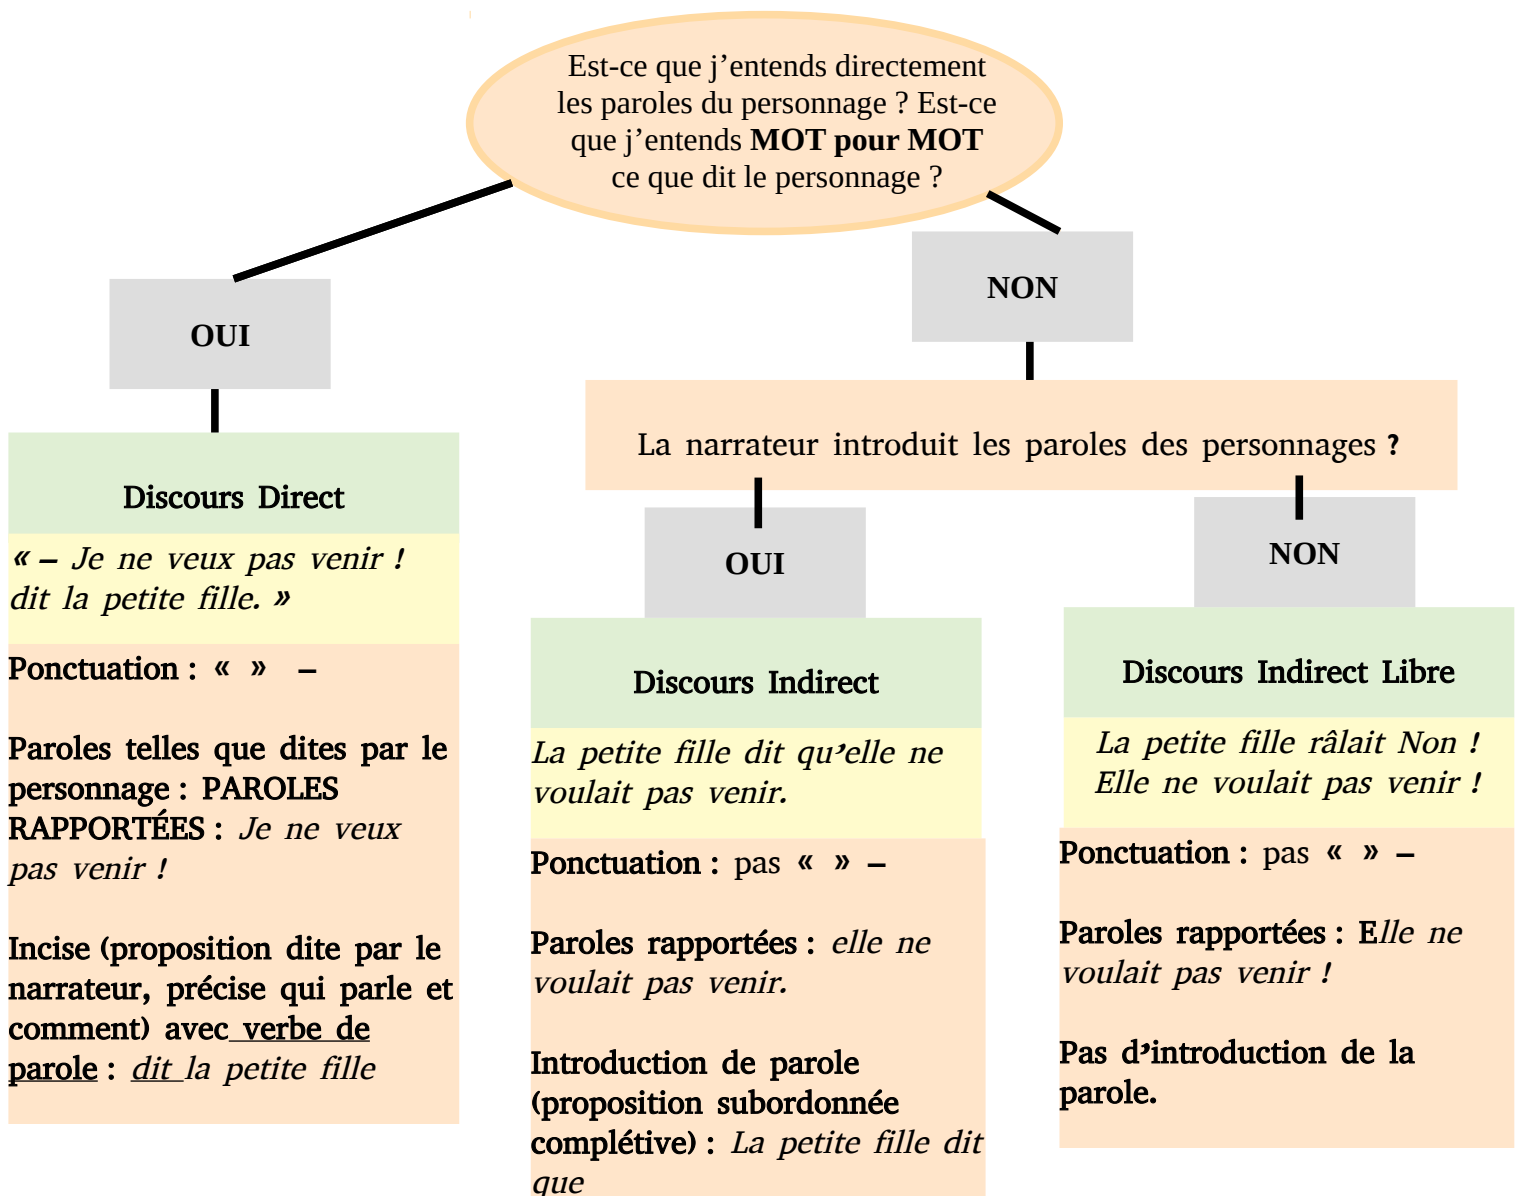 Est-ce que j’entends directement
les paroles du personnage ? Est-ce
que j’entends MOT pour MOT
ce que dit le personnage ?
OUI
NON
La narrateur introduit les paroles des personnages ?
Discours Direct
« – Je ne veux pas venir !
dit la petite fille. »
Ponctuation : « » –
Paroles telles que dites par le
personnage : PAROLES
RAPPORTÉES : Je ne veux
pas venir !
Incise (proposition dite par le
narrateur, précise qui parle et
comment) avec verbe de
parole : dit la petite fille
OUI
Discours Indirect
La petite fille dit qu’elle ne
voulait pas venir.
Ponctuation : pas « » –
Paroles rapportées : elle ne
voulait pas venir.
Introduction de parole
(proposition subordonnée
complétive) : La petite fille dit
que
NON
Discours Indirect Libre
La petite fille râlait Non !
Elle ne voulait pas venir !
Ponctuation : pas « » –
Paroles rapportées : Elle ne
voulait pas venir !
Pas d’introduction de la
parole.